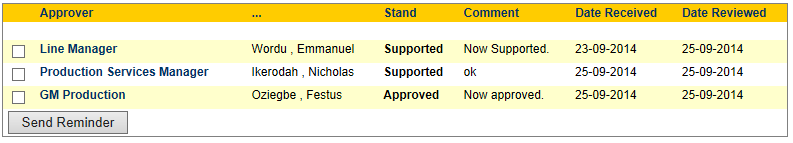 Approver ... Stand Comment Date Received Date Reviewed
Line Manager Wordu , Emmanuel Supported Now Supported. 23-09-2014 25-09-2014
Production Services Manager Ikerodah , Nicholas Supported ok 25-09-2014 25-09-2014
GM Production Oziegbe , Festus Approved Now approved. 25-09-2014 25-09-2014
Send Reminder